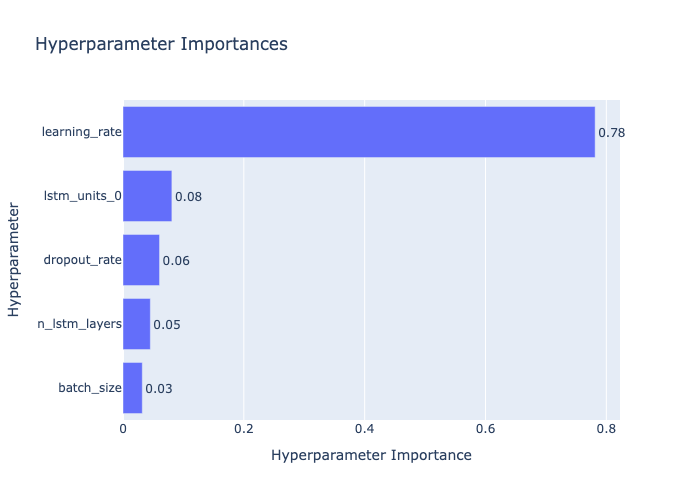 Hyperparameter Importances
Hyperparameter
learning_rate
0.78
lstm_units_0
0.08
dropout_rate
0.06
n_lstm_layers
0.05
batch_size
0.03
0
0.2
0.4
0.6
0.8
Hyperparameter Importance